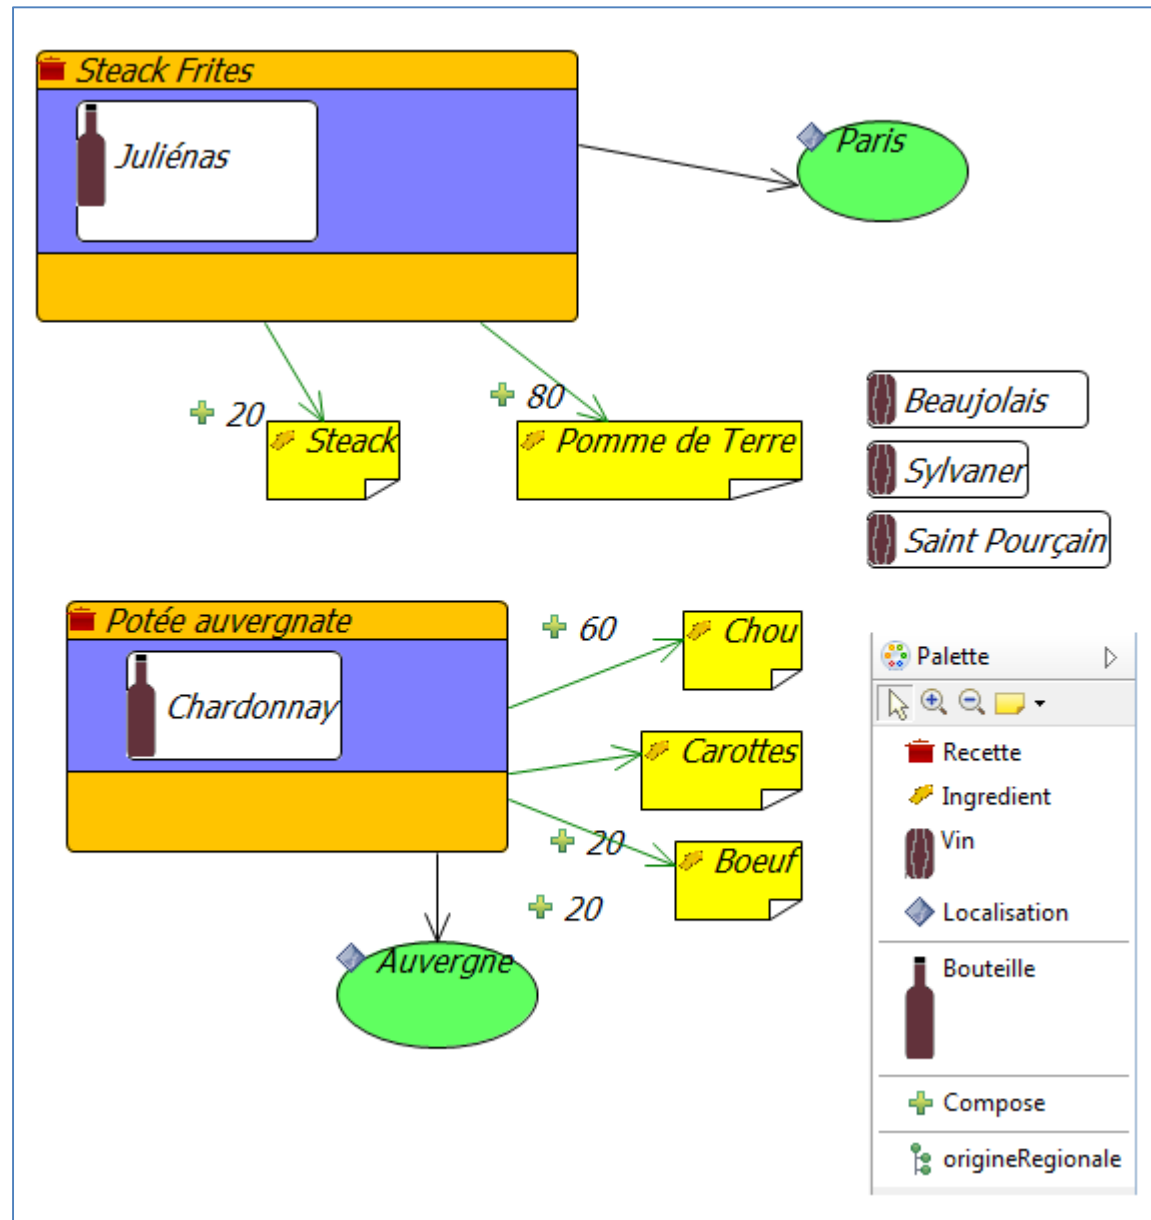 Steack Frites
Juliénas
Paris
20
80
Steack
Pomme de Terre
Beaujolais
Sylvaner
Saint Pourçain
Potée auvergnate
Chardonnay
60
Chou
Carottes
20
Boeuf
20
Auvergne
Palette
Recette
Ingredient
Vin
Localisation
Bouteille
Compose
origineRegionale